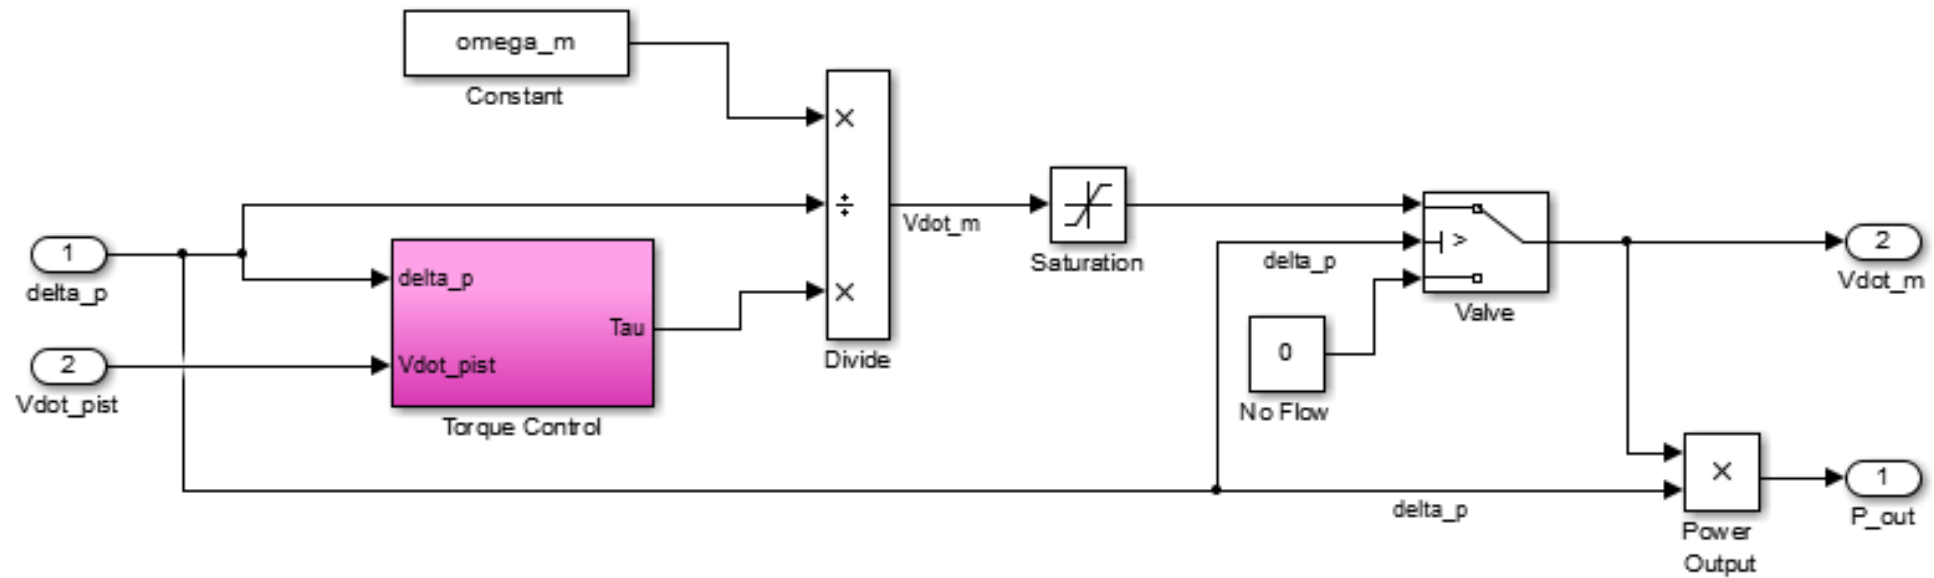 omega_m
Constant
×
1
delta_p
÷
Vdot_m
Saturation
delta_p
>
Valve
2
Vdot_m
delta_p
Tau
Vdot_pist
Torque Control
×
Divide
2
Vdot_pist
0
No Flow
delta_p
×
Power
Output
1
P_out